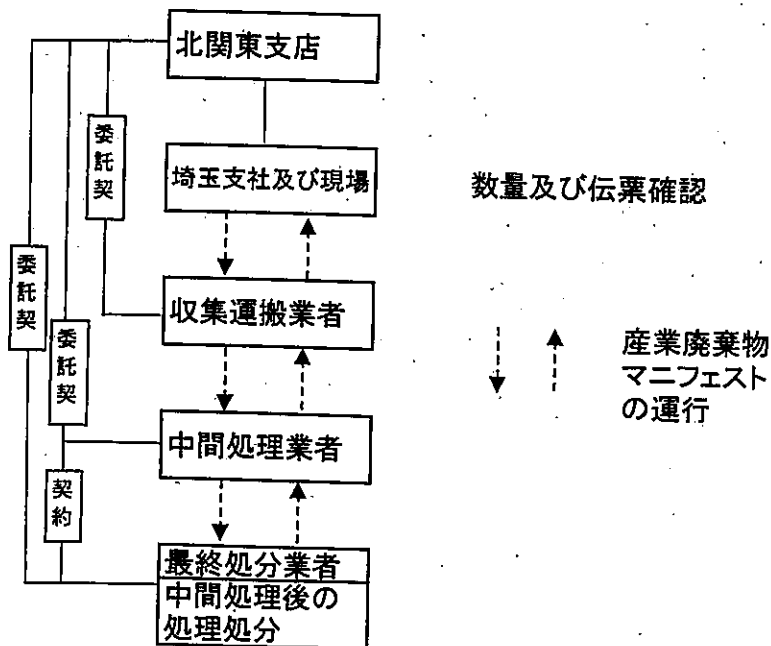 北関東支店
委託契
埼玉支社及び現場
数量及び伝票確認
委託契
収集運搬業者
委託契
産業廃棄物
マニフェスト
の運行
中間処理業者
契約
最終処分業者
中間処理後の
処理処分